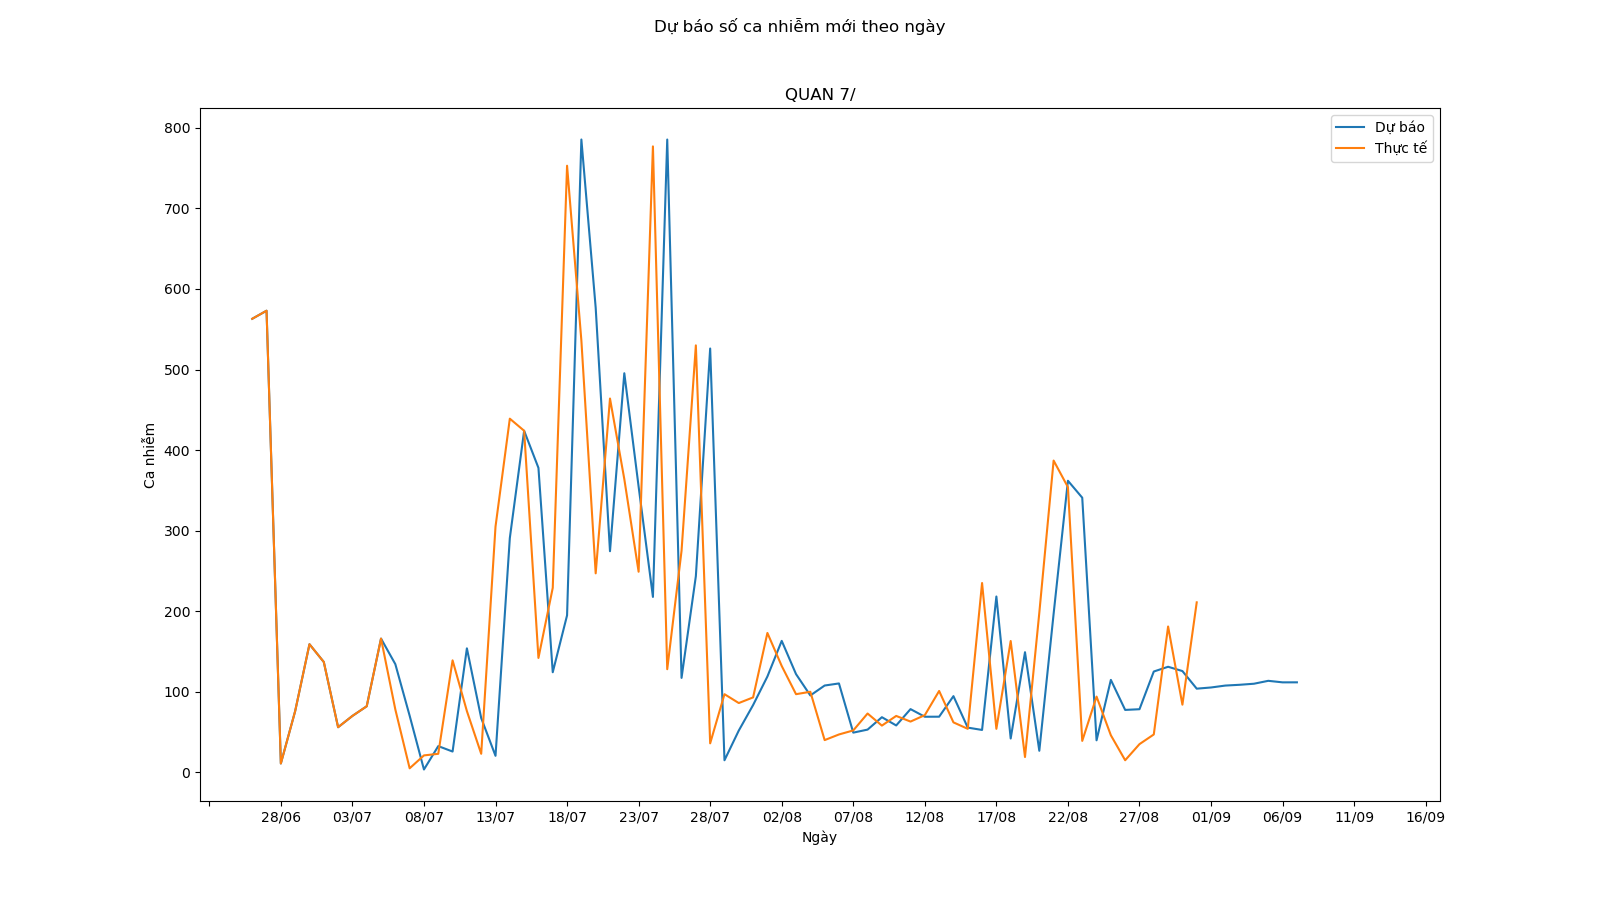 Dự báo số ca nhiễm mới theo ngày
QUAN 7/
Dự báo
Thực tế
Ca nhiễm
800
700
600
500
400
300
200
100
0
28/06 03/07 08/07 13/07 18/07 23/07 28/07 02/08 07/08 12/08 17/08 22/08 27/08 01/09 06/09 11/09 16/09
Ngày